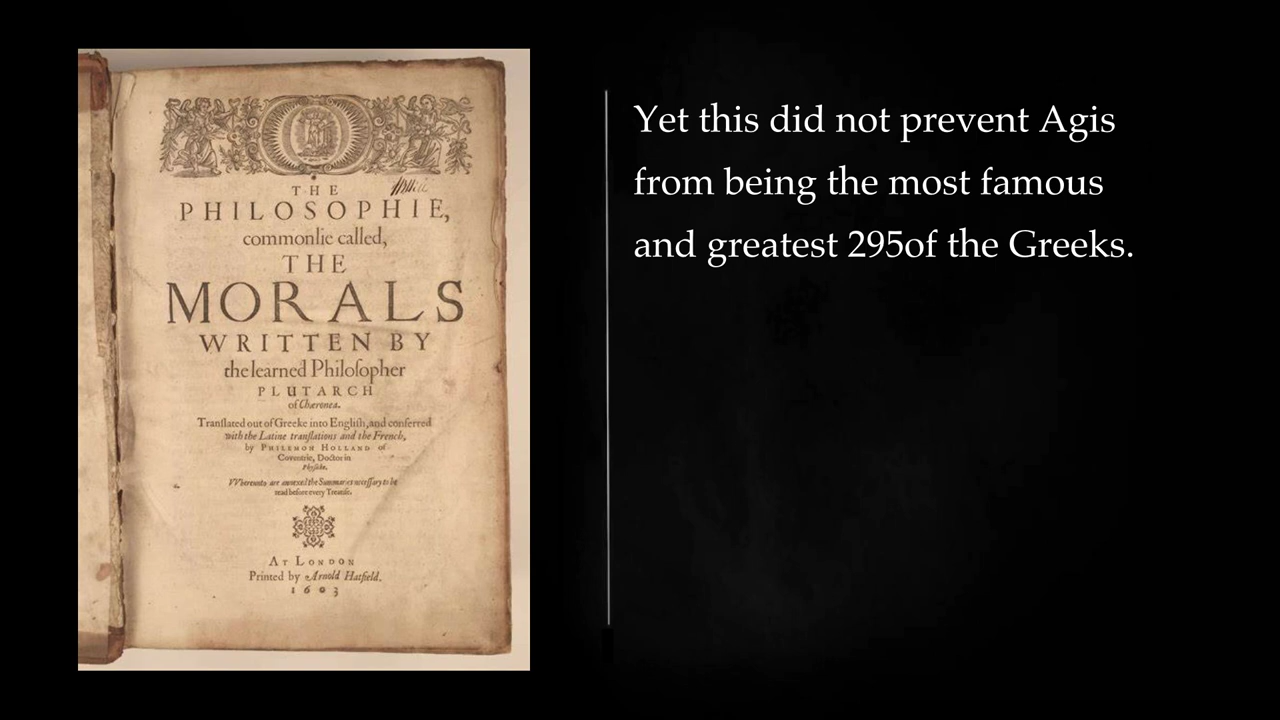 THE
PHILOSOPHIE,
commonlie called,
THE
MORALS
WRITTEN BY
the learned Philoſopher
PLUTARCH
of Chæronea.
Tranſlated out of Greeke into Engliſh, and conferred
with the Latine tranſlations and the French,
by PHILEMON HOLLAND of
Coventrie, Doctor in
Phyſicke.
VVhereunto are annexed the Summaries neceſſary to be
read before every Treatiſe.
AT LONDON
Printed by Arnold Hatfield.
1603
Yet this did not prevent Agis
from being the most famous
and greatest 295of the Greeks.